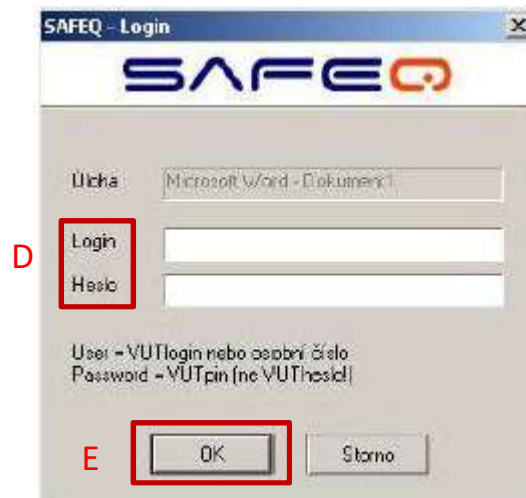 SAFEQ - Login
SAFEQ
Úloha Microsoft Word - Dokument1
D
Login
Heslo
User = VUTlogin nebo osobní číslo
Password = VUTpin (ne VUTheslo!)
E
OK Storno